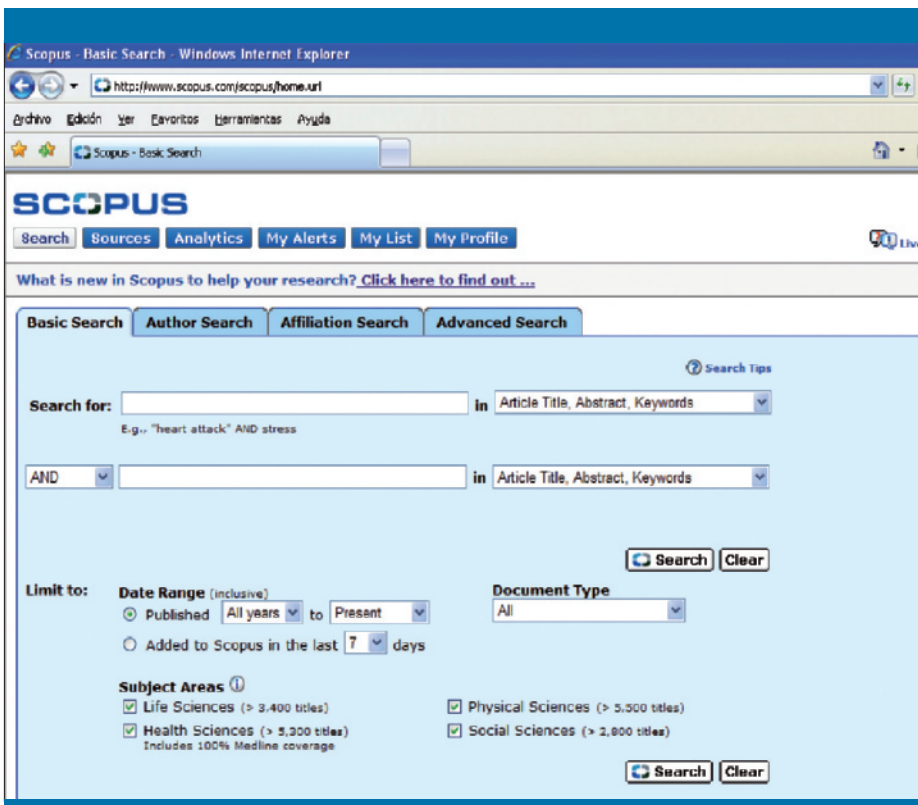 Scopus - Basic Search - Windows Internet Explorer
http://www.scopus.com/scopus/home.url
Archivo Edición Ver Favoritos Herramientas Ayuda
Scopus - Basic Search
SCOPUS
Search Sources Analytics My Alerts My List My Profile
What is new in Scopus to help your research? Click here to find out ...
Basic Search Author Search Affiliation Search Advanced Search
Search Tips
Search for: in Article Title, Abstract, Keywords
E.g., "heart attack" AND stress
AND in Article Title, Abstract, Keywords
Search Clear
Limit to: Date Range (inclusive) Document Type
Published All years to Present All
Added to Scopus in the last 7 days
Subject Areas
Life Sciences (> 3,400 titles) Physical Sciences (> 5,500 titles)
Health Sciences (> 5,300 titles) Social Sciences (> 2,800 titles)
Includes 100% Medline coverage
Search Clear